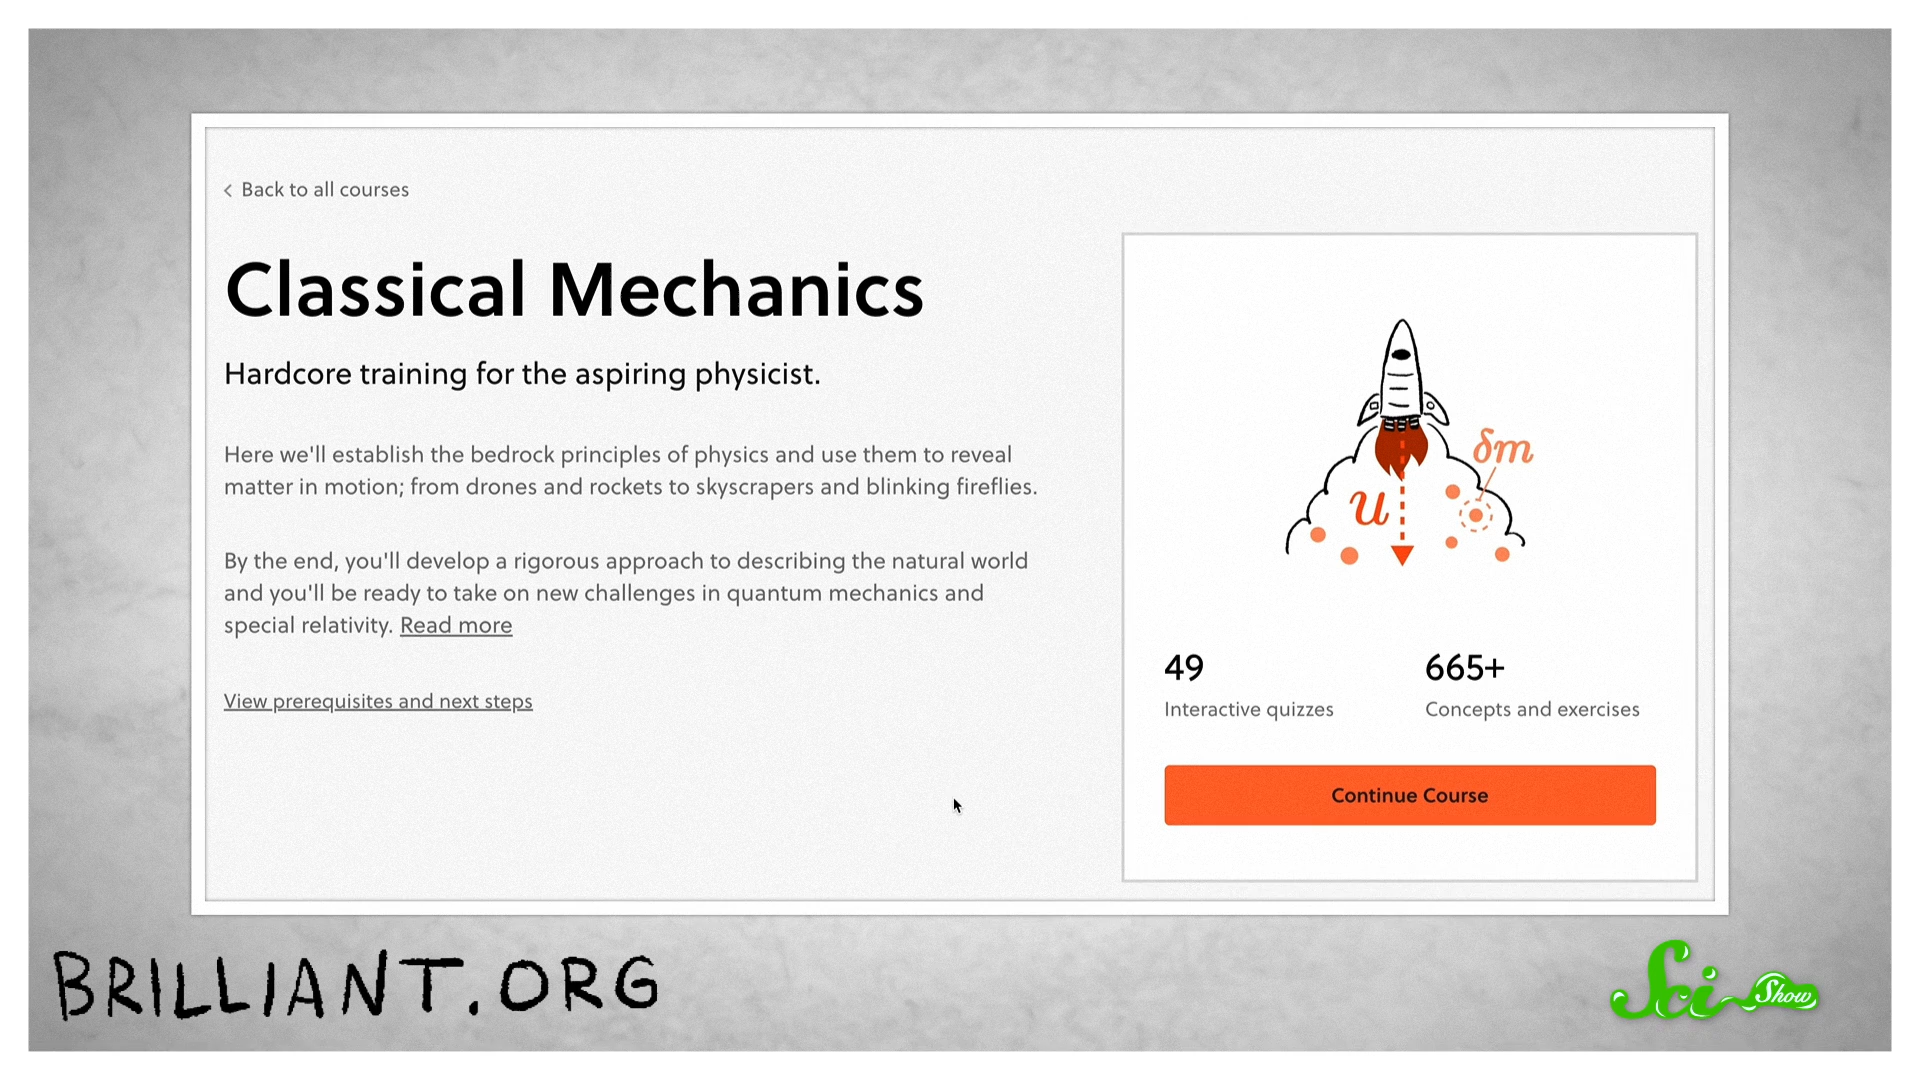 Back to all courses
Classical Mechanics
Hardcore training for the aspiring physicist.
Here we'll establish the bedrock principles of physics and use them to reveal
matter in motion; from drones and rockets to skyscrapers and blinking fireflies.
By the end, you'll develop a rigorous approach to describing the natural world
and you'll be ready to take on new challenges in quantum mechanics and
special relativity. Read more
View prerequisites and next steps
δm
u
49
Interactive quizzes
665+
Concepts and exercises
Continue Course
BRILLIANT.ORG
Sci Show